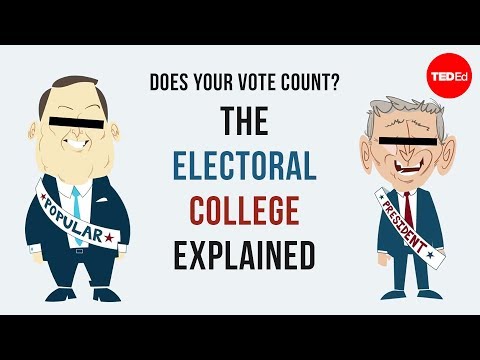 TEDEd
DOES YOUR VOTE COUNT?
THE
ELECTORAL
COLLEGE
EXPLAINED
POPULAR
PRESIDENT